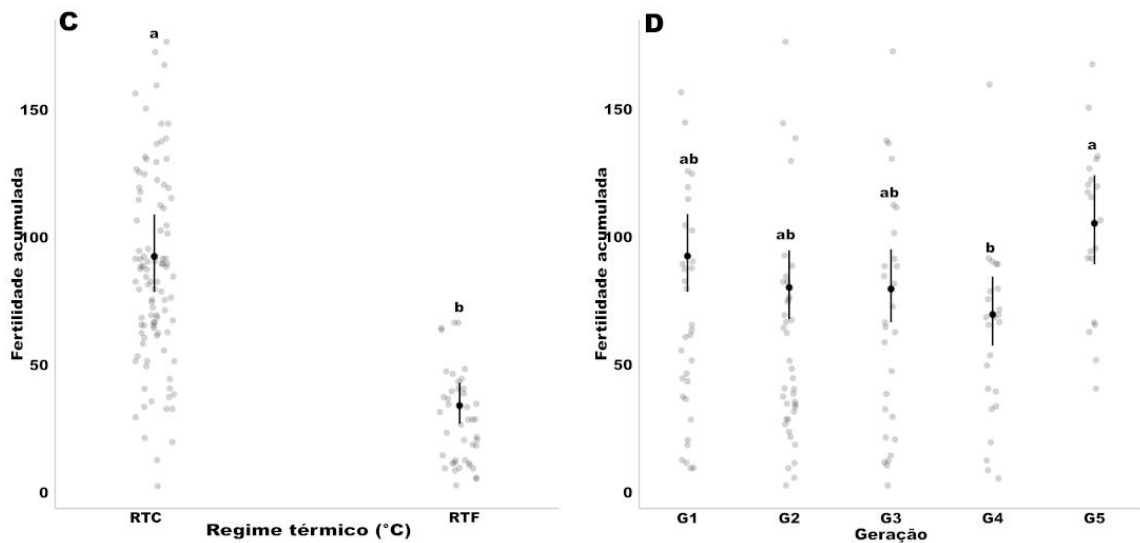 C
a
150
100
50
0
Fertilidade acumulada
b
RTC
RTF
Regime térmico (°C)
D
ab
ab
ab
b
a
150
100
50
0
Fertilidade acumulada
G1
G2
G3
G4
G5
Geração